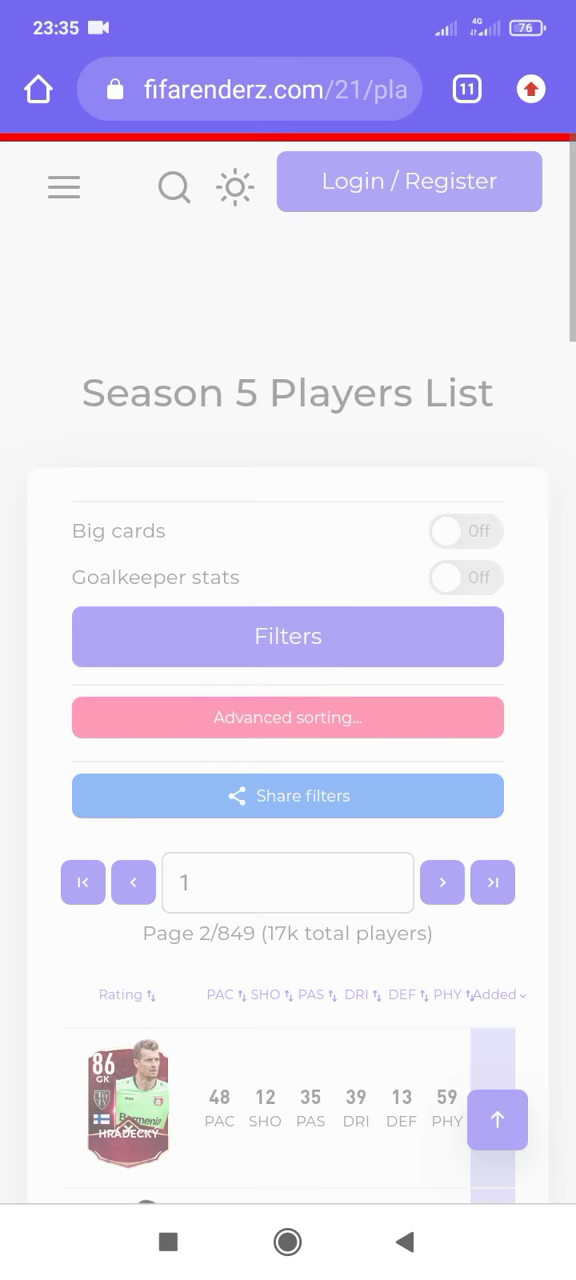 23:35
4G
76
fifarenderz.com/21/pla
11
Login / Register
Season 5 Players List
Big cards
Off
Goalkeeper stats
Off
Filters
Advanced sorting...
Share filters
1
Page 2/849 (17k total players)
Rating PAC SHO PAS DRI DEF PHY Added
86
GK
HRADECKY
48 12 35 39 13 59
PAC SHO PAS DRI DEF PHY